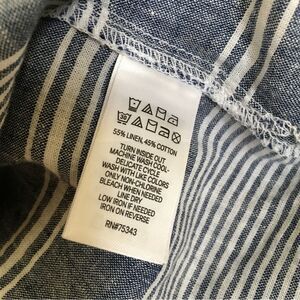 55% LINEN, 45% COTTON
TURN INSIDE OUT
MACHINE WASH COOL-
DELICATE CYCLE
WASH WITH LIKE COLORS
ONLY NON-CHLORINE
BLEACH WHEN NEEDED
LINE DRY
LOW IRON IF NEEDED
IRON ON REVERSE
RN#75343